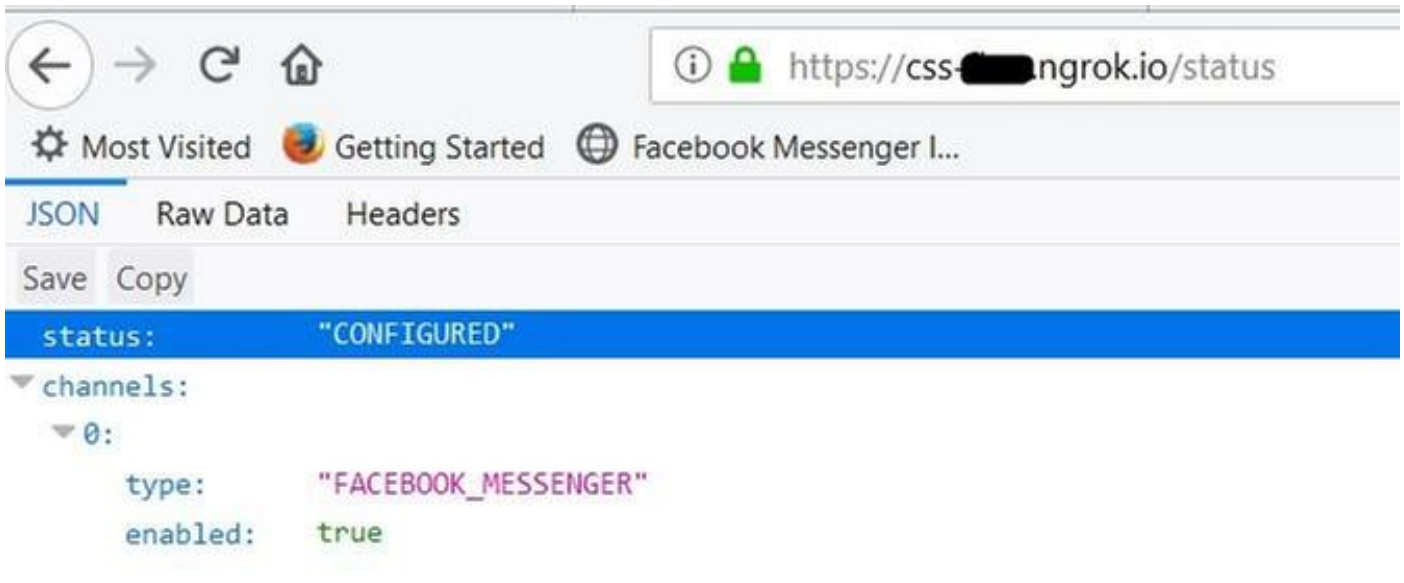 https://css-ngrok.io/status
Most Visited Getting Started Facebook Messenger I...
JSON Raw Data Headers
Save Copy
status: "CONFIGURED"
channels:
0:
type: "FACEBOOK_MESSENGER"
enabled: true